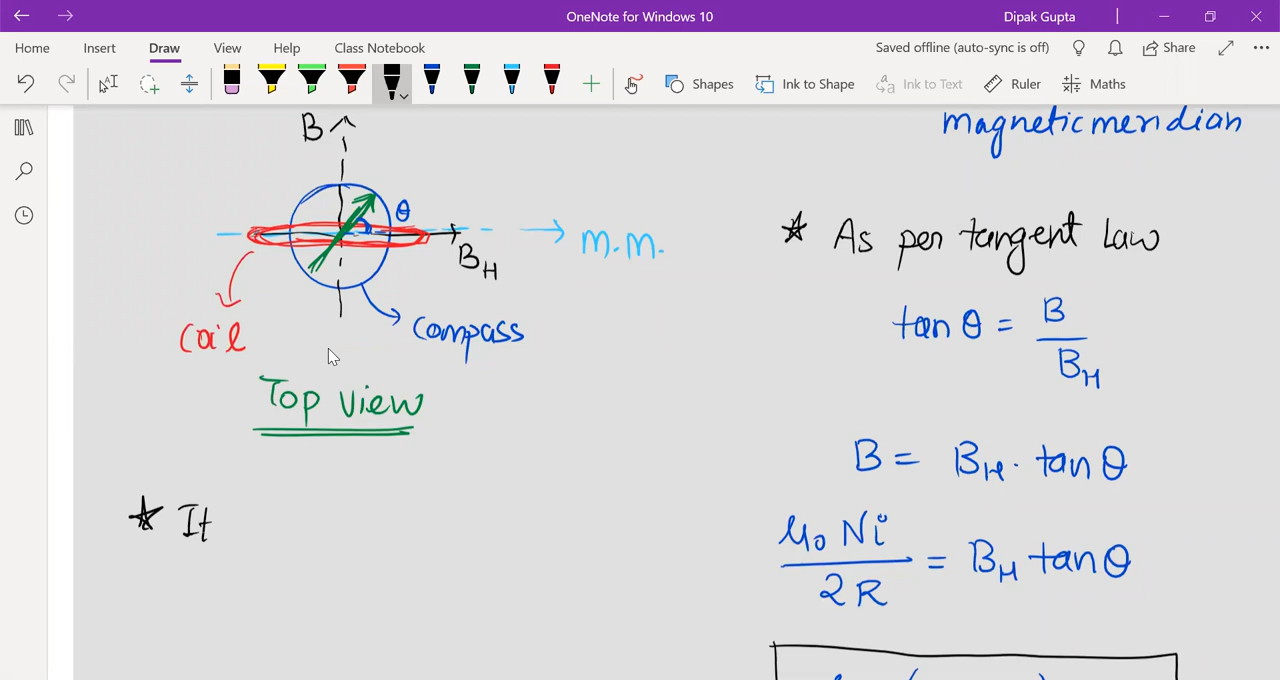 OneNote for Windows 10
Dipak Gupta
Home Insert Draw View Help Class Notebook
Saved offline (auto-sync is off) Share
Shapes Ink to Shape Ink to Text Ruler Maths
B
θ
B_H
m.m.
coil
compass
Top view
* It
magnetic meridian
* As per tangent Law
tan θ = B / B_H
B = B_H . tan θ
μ₀ Ni / 2R = B_H tan θ